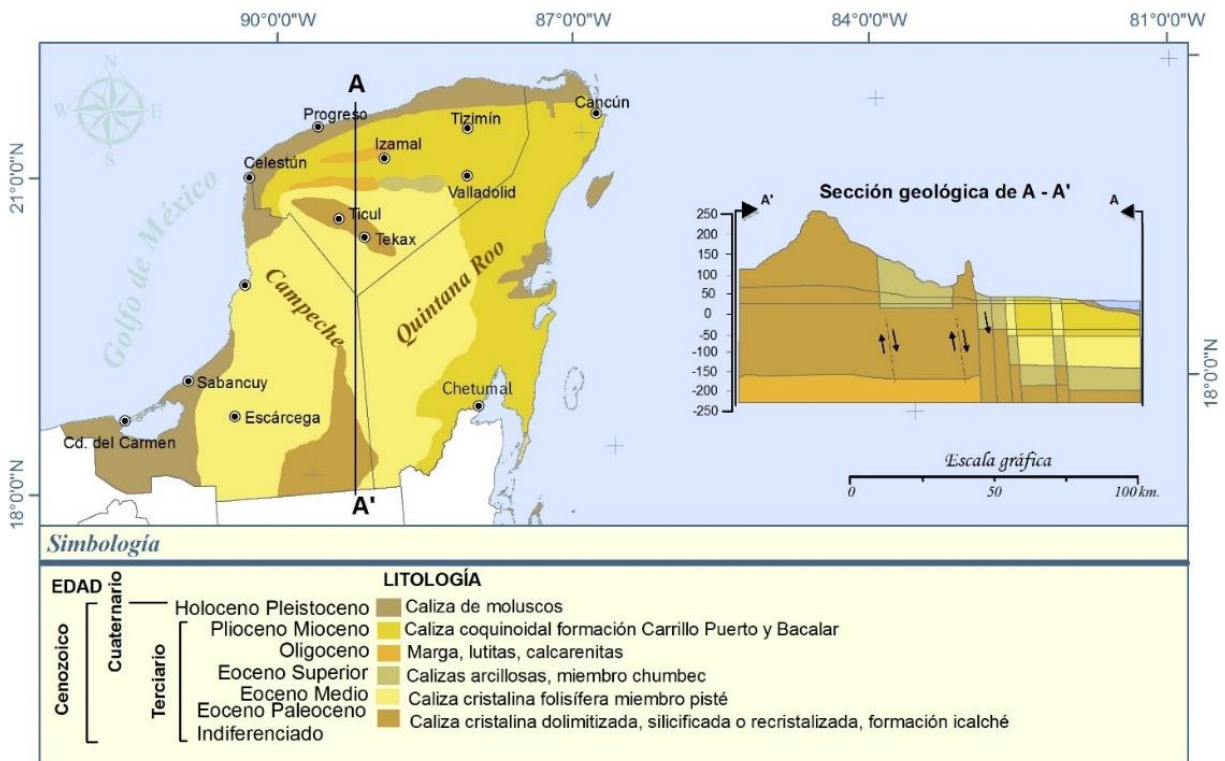 90°0'0"W
87°0'0"W
84°0'0"W
81°0'0"W
21°0'0"N
18°0'0"N
18°0'0"N
N
W
E
S
Golfo de México
A
Progreso
Tizimín
Cancún
Izamal
Celestún
Valladolid
Ticul
Tekax
Campeche
Quintana Roo
Sabancuy
Escárcega
Chetumal
Cd. del Carmen
A'
Sección geológica de A - A'
A'
A
250
200
150
100
50
0
-50
-100
-150
-200
-250
Escala gráfica
0
50
100 km.
Simbología
EDAD
LITOLOGÍA
Cenozoico
Cuaternario
Terciario
Holoceno Pleistoceno
Caliza de moluscos
Plioceno Mioceno
Caliza coquinoidal formación Carrillo Puerto y Bacalar
Oligoceno
Marga, lutitas, calcarenitas
Eoceno Superior
Calizas arcillosas, miembro chumbec
Eoceno Medio
Caliza cristalina folisífera miembro pisté
Eoceno Paleoceno
Indiferenciado
Caliza cristalina dolimitizada, silicificada o recristalizada, formación icalché